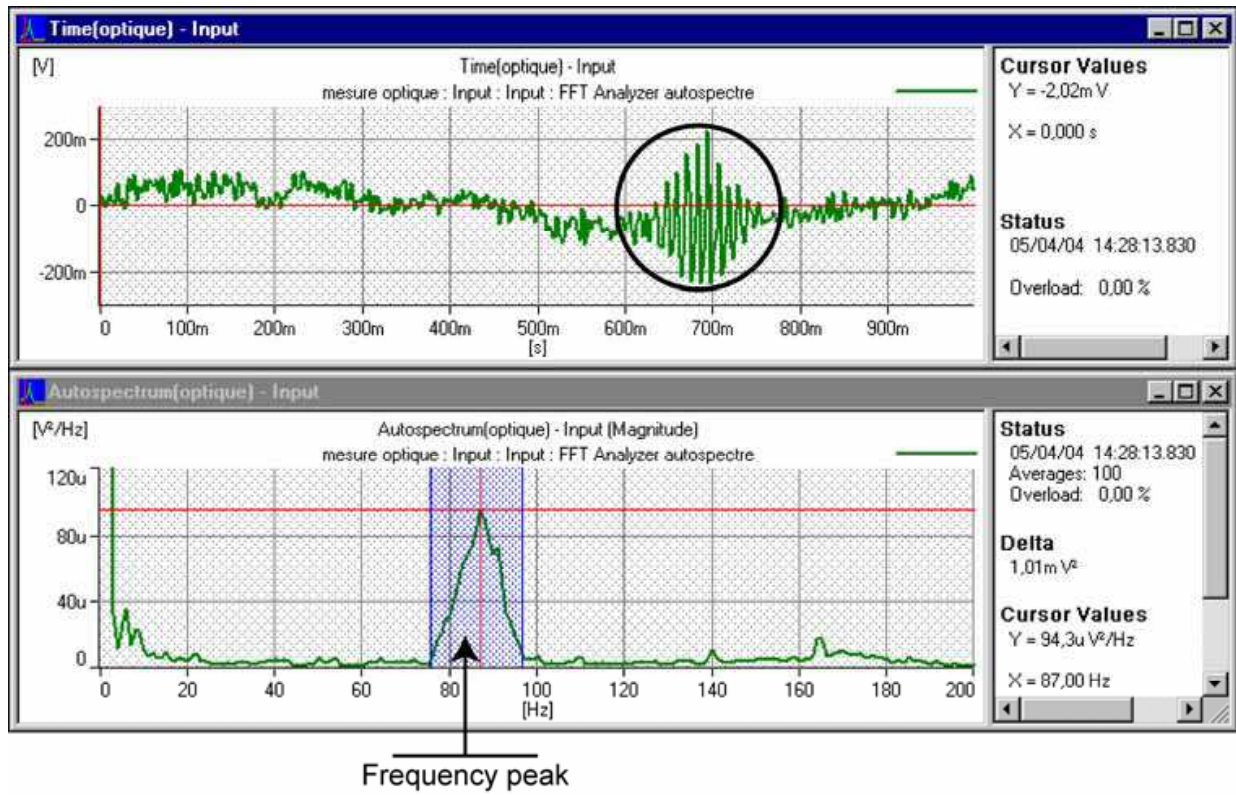 Time(optique) - Input
[V]
Time(optique) - Input
mesure optique : Input : Input : FFT Analyzer autospectre
200m
0
-200m
0 100m 200m 300m 400m 500m 600m 700m 800m 900m
[s]
Cursor Values
Y = -2,02m V
X = 0,000 s
Status
05/04/04 14:28:13.830
Overload: 0,00 %
Autospectrum(optique) - Input
[V²/Hz]
Autospectrum(optique) - Input (Magnitude)
mesure optique : Input : Input : FFT Analyzer autospectre
120u
80u
40u
0
0 20 40 60 80 100 120 140 160 180 200
[Hz]
Status
05/04/04 14:28:13.830
Averages: 100
Overload: 0,00 %
Delta
1,01m V²
Cursor Values
Y = 94,3u V²/Hz
X = 87,00 Hz
Frequency peak